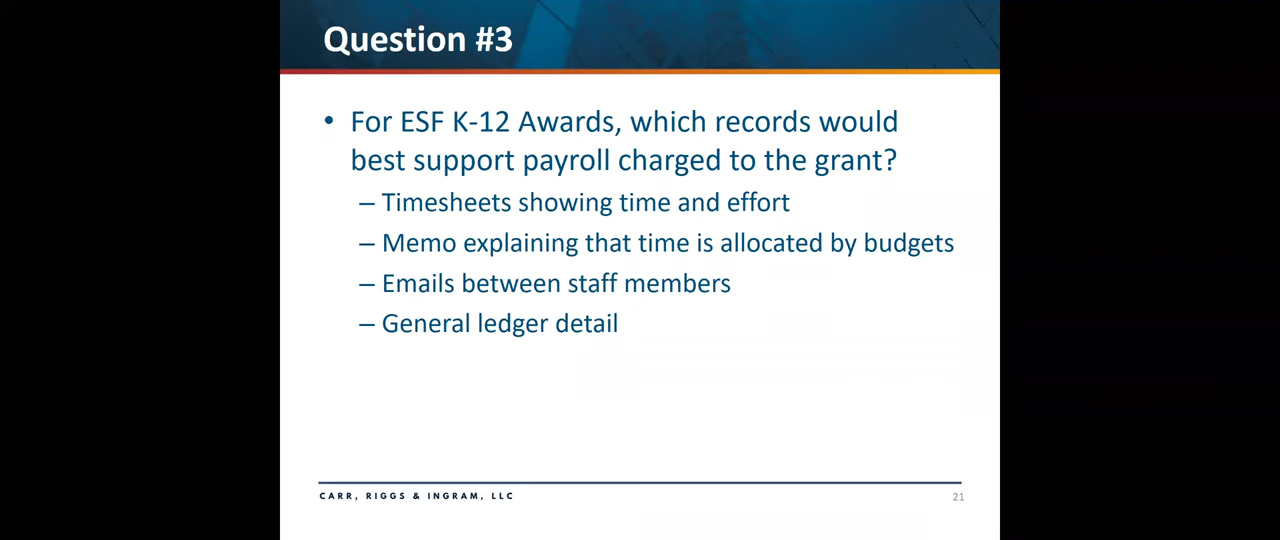 Question #3
• For ESF K-12 Awards, which records would
best support payroll charged to the grant?
– Timesheets showing time and effort
– Memo explaining that time is allocated by budgets
– Emails between staff members
– General ledger detail
CARR, RIGGS & INGRAM, LLC
21